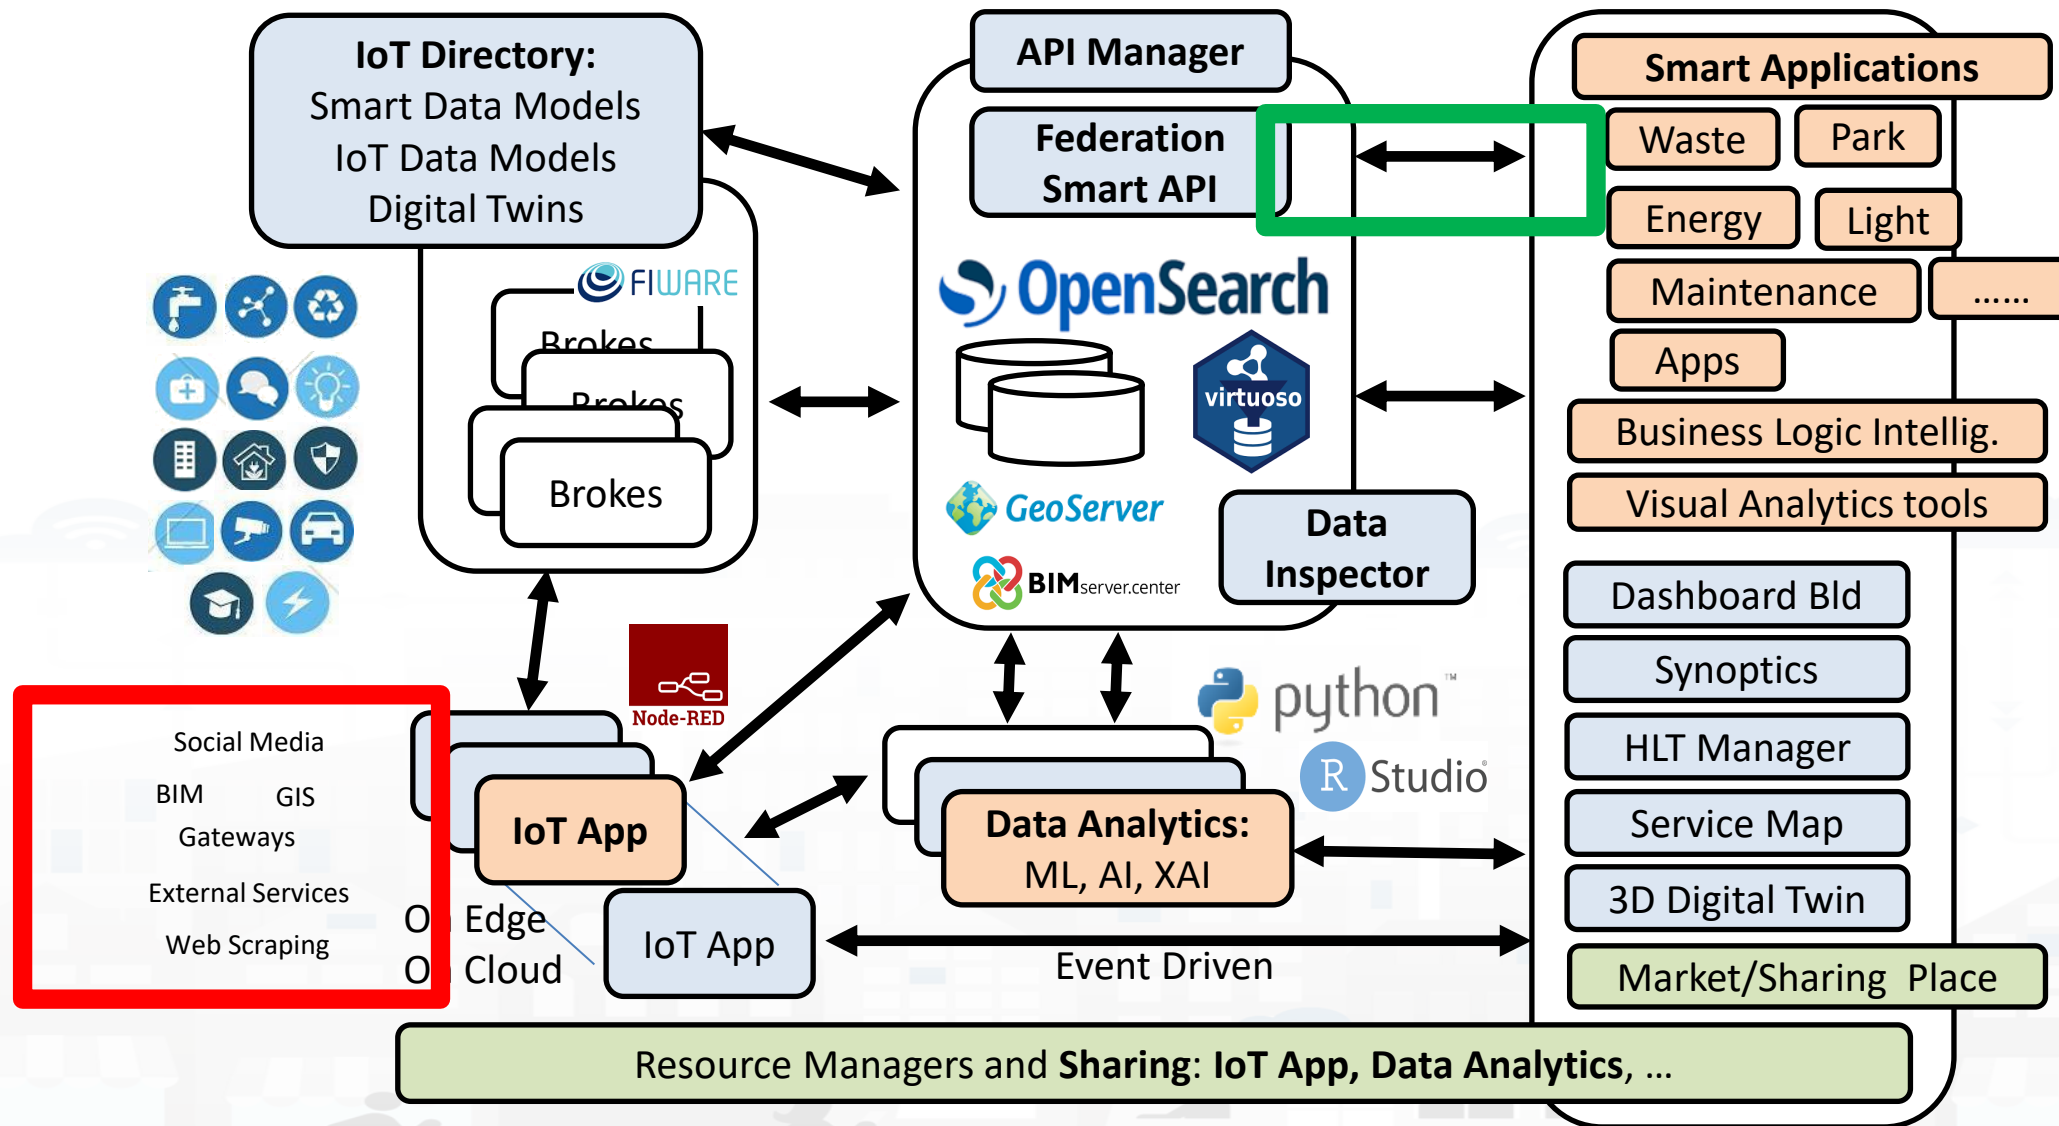 IoT Directory:
Smart Data Models
IoT Data Models
Digital Twins
FIWARE
Brokes
Brokes
Brokes
API Manager
Federation
Smart API
OpenSearch
virtuoso
GeoServer
BIMserver.center
Data
Inspector
Smart Applications
Waste
Park
Energy
Light
Maintenance
......
Apps
Business Logic Intellig.
Visual Analytics tools
Dashboard Bld
Synoptics
HLT Manager
Service Map
3D Digital Twin
Market/Sharing Place
Node-RED
python™
R Studio®
Social Media
BIM GIS
Gateways
External Services
Web Scraping
IoT App
On Edge
On Cloud
IoT App
Data Analytics:
ML, AI, XAI
Event Driven
Resource Managers and Sharing: IoT App, Data Analytics, ...